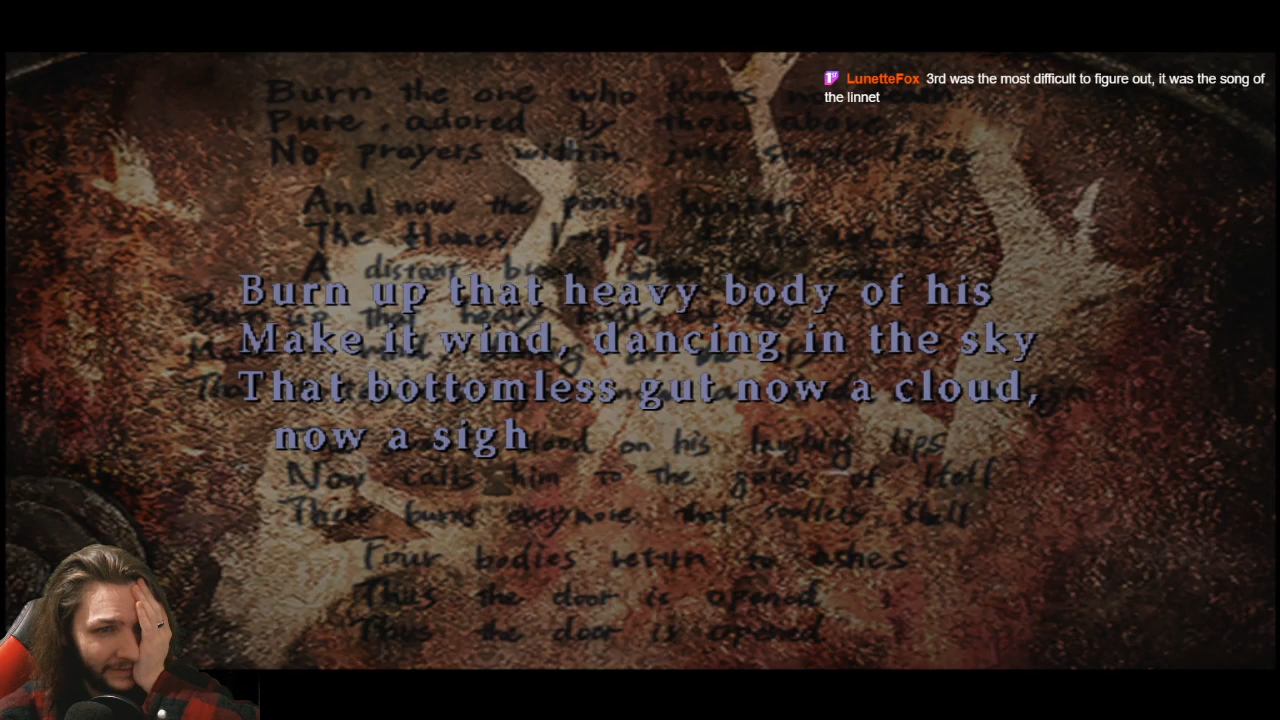 LunetteFox 3rd was the most difficult to figure out, it was the song of
the linnet
Burn the one who knows no
Pure, adored by those above
No prayers within, just simple love
And now the pining hunter
The flames
A distant
Burn up that heavy body of his
Make it wind, dancing in the sky
That bottomless gut now a cloud,
now a sigh
blood on his laughing lips
Now calls him to the gates of Hell
There burns evermore that soulless shell
Four bodies return to ashes
Thus the door is opened
Thus the door is opened